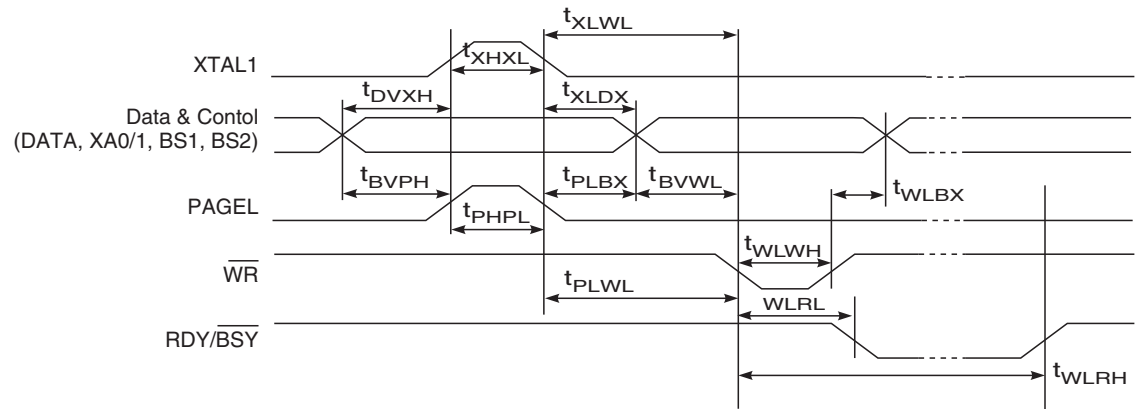 tXLWL
XTAL1
tXHXL
tDVXH
tXLDX
Data & Contol
(DATA, XA0/1, BS1, BS2)
tBVPH
tPLBX
tBVWL
tWLBX
PAGEL
tPHPL
tWLWH
WR
tPLWL
WLRL
RDY/BSY
tWLRH